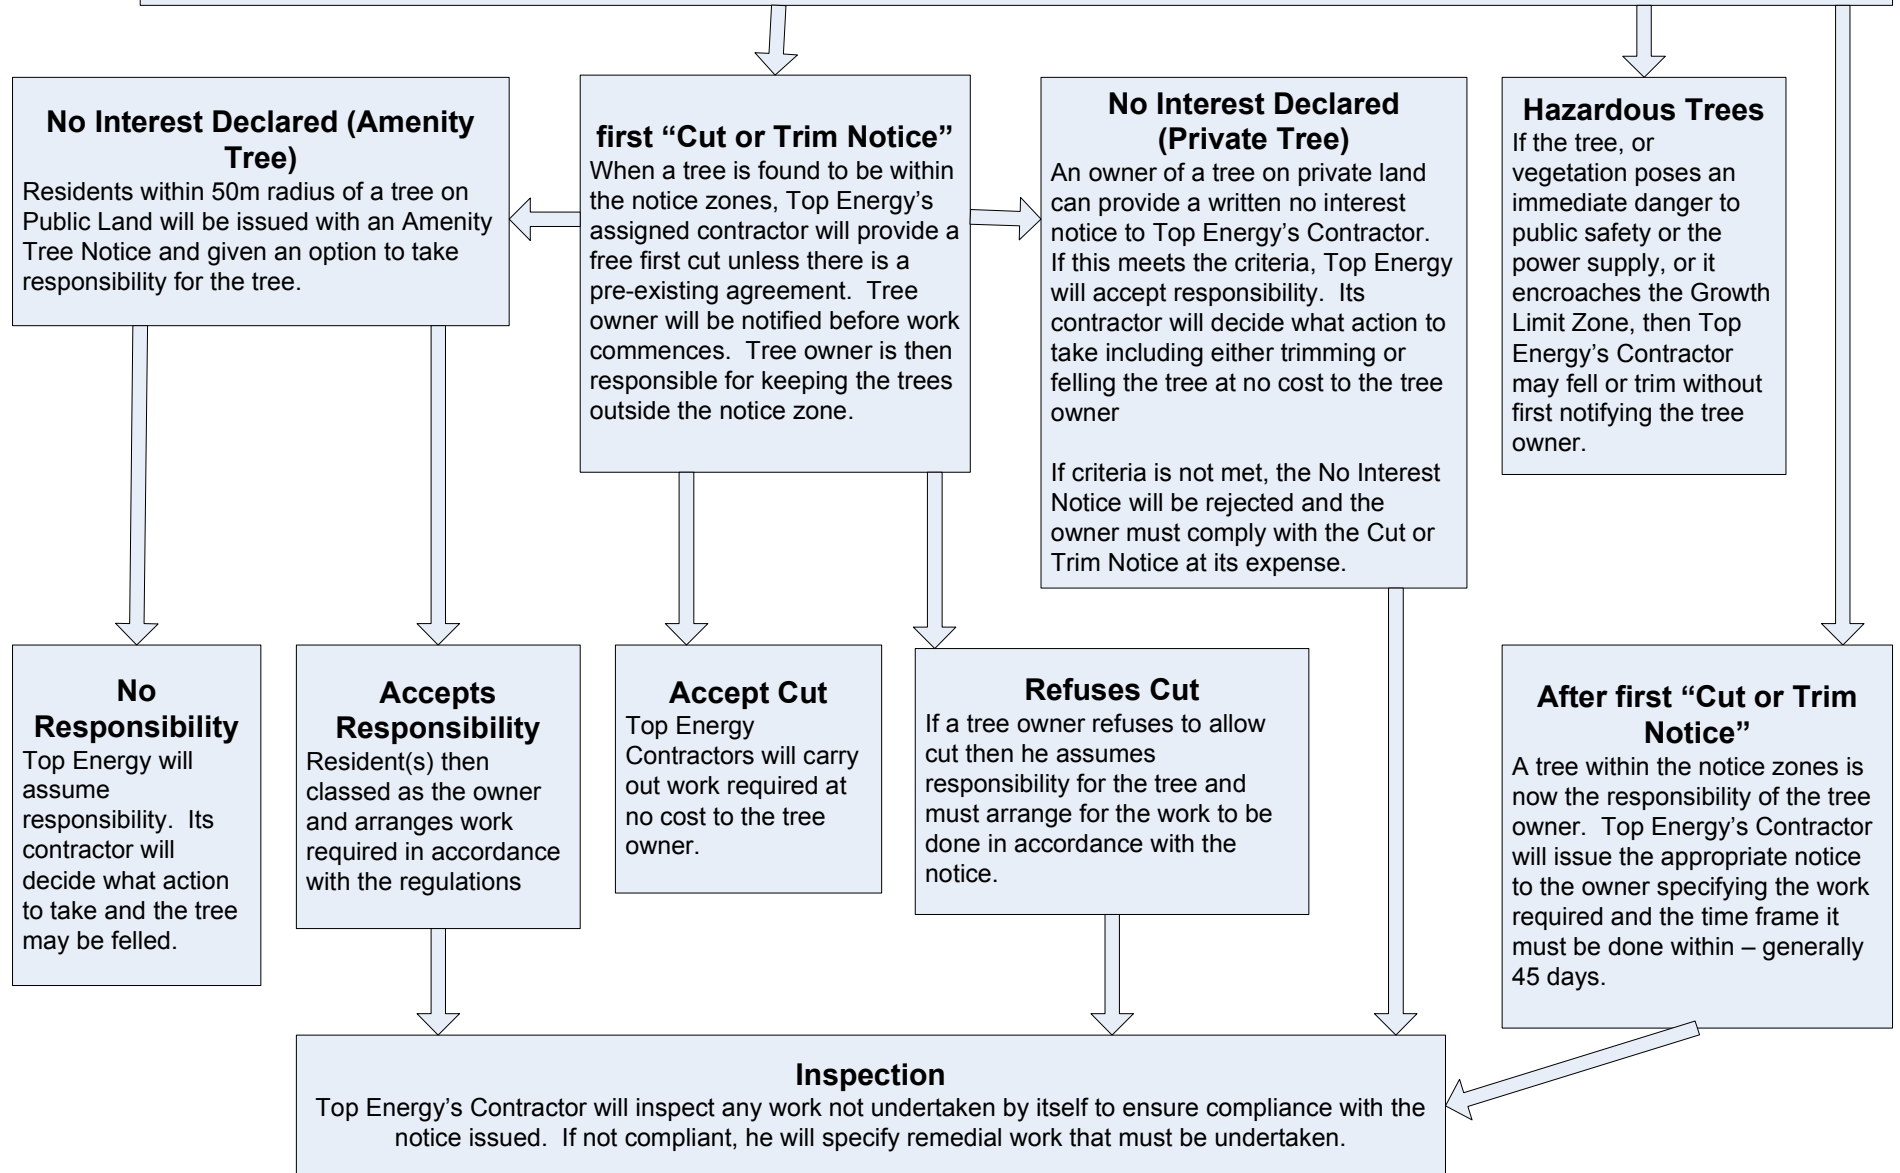 No Interest Declared (Amenity
Tree)
Residents within 50m radius of a tree on
Public Land will be issued with an Amenity
Tree Notice and given an option to take
responsibility for the tree.
first “Cut or Trim Notice”
When a tree is found to be within
the notice zones, Top Energy’s
assigned contractor will provide a
free first cut unless there is a
pre-existing agreement.  Tree
owner will be notified before work
commences.  Tree owner is then
responsible for keeping the trees
outside the notice zone.
No Interest Declared
(Private Tree)
An owner of a tree on private land
can provide a written no interest
notice to Top Energy’s Contractor.
If this meets the criteria, Top Energy
will accept responsibility.  Its
contractor will decide what action to
take including either trimming or
felling the tree at no cost to the tree
owner
If criteria is not met, the No Interest
Notice will be rejected and the
owner must comply with the Cut or
Trim Notice at its expense.
Hazardous Trees
If the tree, or
vegetation poses an
immediate danger to
public safety or the
power supply, or it
encroaches the Growth
Limit Zone, then Top
Energy’s Contractor
may fell or trim without
first notifying the tree
owner.
No
Responsibility
Top Energy will
assume
responsibility.  Its
contractor will
decide what action
to take and the tree
may be felled.
Accepts
Responsibility
Resident(s) then
classed as the owner
and arranges work
required in accordance
with the regulations
Accept Cut
Top Energy
Contractors will carry
out work required at
no cost to the tree
owner.
Refuses Cut
If a tree owner refuses to allow
cut then he assumes
responsibility for the tree and
must arrange for the work to be
done in accordance with the
notice.
After first “Cut or Trim
Notice”
A tree within the notice zones is
now the responsibility of the tree
owner.  Top Energy’s Contractor
will issue the appropriate notice
to the owner specifying the work
required and the time frame it
must be done within – generally
45 days.
Inspection
Top Energy’s Contractor will inspect any work not undertaken by itself to ensure compliance with the
notice issued.  If not compliant, he will specify remedial work that must be undertaken.